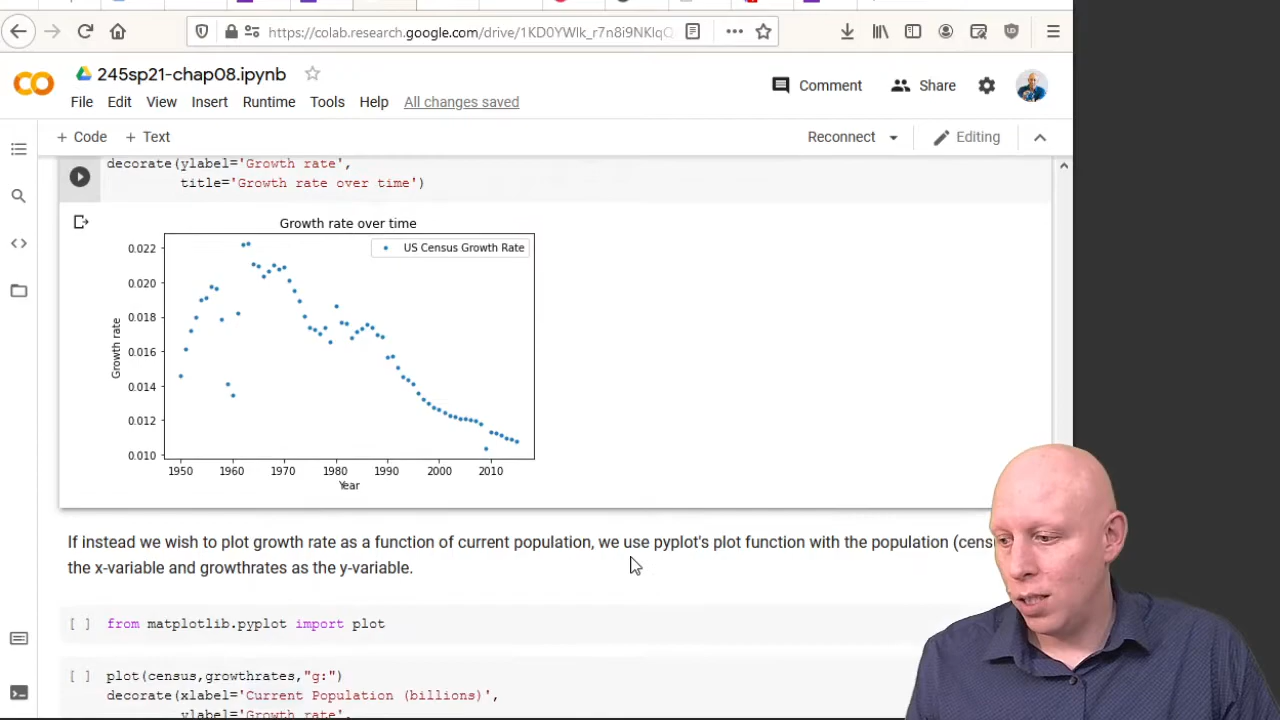 https://colab.research.google.com/drive/1KD0YWlk_r7n8i9NKlqO
CO
245sp21-chap08.ipynb
Comment
Share
File Edit View Insert Runtime Tools Help All changes saved
+ Code + Text
Reconnect
Editing
decorate(ylabel='Growth rate',
title='Growth rate over time')
Growth rate over time
US Census Growth Rate
0.022
0.020
0.018
0.016
0.014
0.012
0.010
Growth rate
1950 1960 1970 1980 1990 2000 2010
Year
If instead we wish to plot growth rate as a function of current population, we use pyplot's plot function with the population
the x-variable and growthrates as the y-variable.
[ ] from matplotlib.pyplot import plot
[ ] plot(census,growthrates,"g:")
decorate(xlabel='Current Population (billions)',
ylabel='Growth rate',